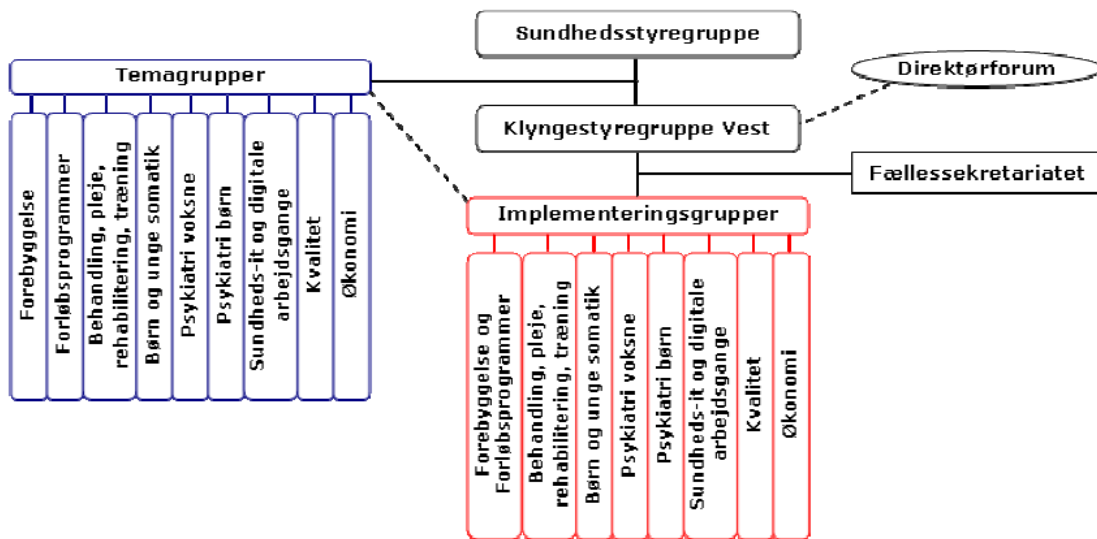 Sundhedsstyregruppe
Temagrupper
Direktørforum
Klyngestyregruppe Vest
Fællessekretariatet
Implementeringsgrupper
Forebyggelse
Forløbsprogrammer
Behandling, pleje,
rehabilitering, træning
Børn og unge somatik
Psykiatri voksne
Psykiatri børn
Sundheds-it og digitale
arbejdsgange
Kvalitet
Økonomi
Forebyggelse og
Forløbsprogrammer
Behandling, pleje,
rehabilitering, træning
Børn og unge somatik
Psykiatri voksne
Psykiatri børn
Sundheds-it og digitale
arbejdsgange
Kvalitet
Økonomi